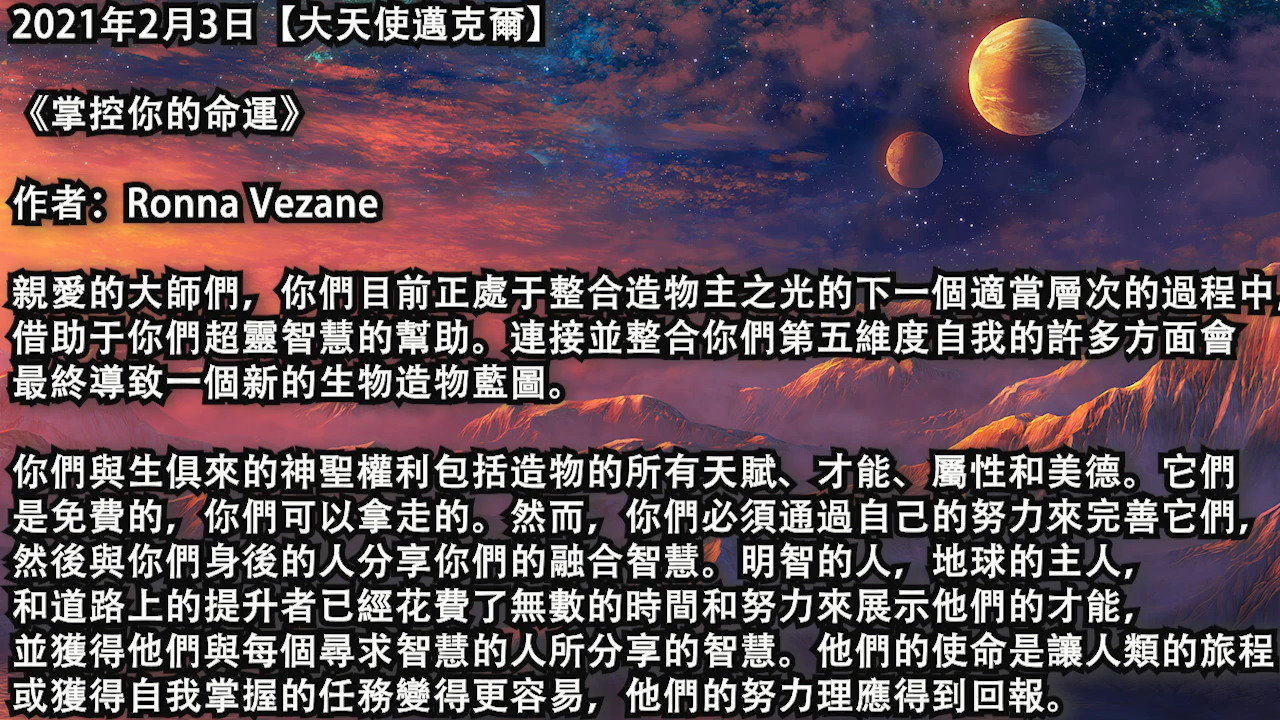 2021年2月3日【大天使邁克爾】
《掌控你的命運》
作者：Ronna Vezane
親愛的大師們，你們目前正處于整合造物主之光的下一個適當層次的過程中
借助于你們超靈智慧的幫助。連接並整合你們第五維度自我的許多方面會
最終導致一個新的生物造物藍圖。
你們與生俱來的神聖權利包括造物的所有天賦、才能、屬性和美德。它們
是免費的，你們可以拿走的。然而，你們必須通過自己的努力來完善它們，
然後與你們身後的人分享你們的融合智慧。明智的人，地球的主人，
和道路上的提升者已經花費了無數的時間和努力來展示他們的才能，
並獲得他們與每個尋求智慧的人所分享的智慧。他們的使命是讓人類的旅程
或獲得自我掌握的任務變得更容易，他們的努力理應得到回報。